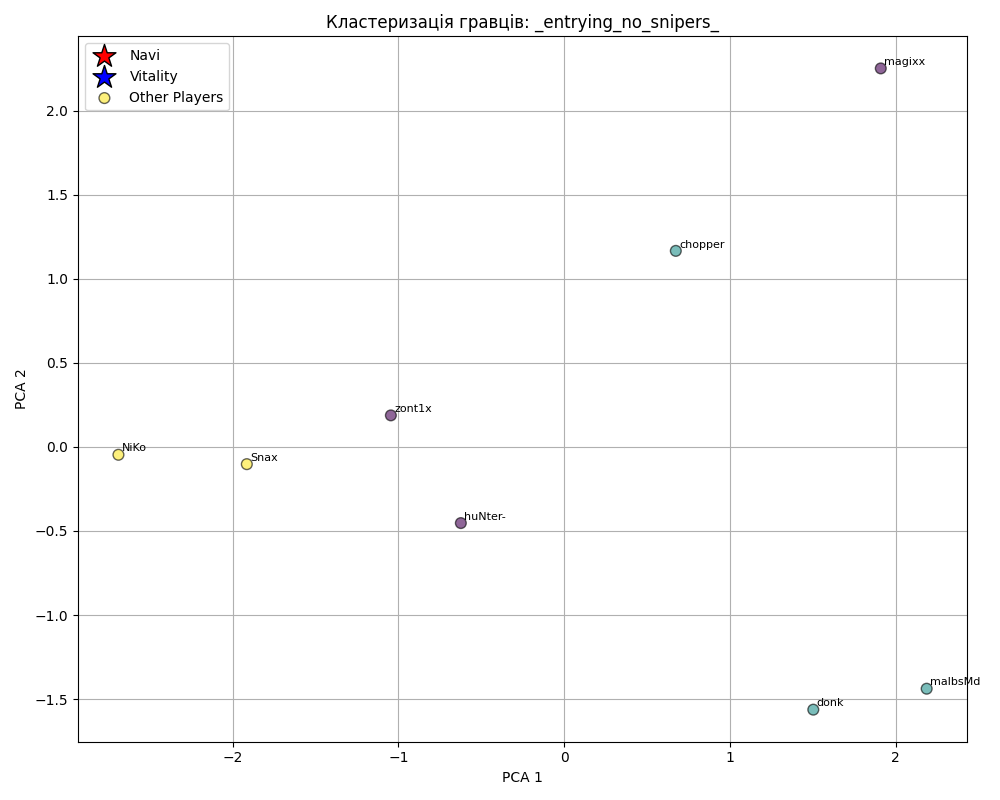 Кластеризація гравців: _entrying_no_snipers_
Navi
Vitality
Other Players
magixx
chopper
zont1x
NiKo
Snax
huNter-
malbsMd
donk
2.0
1.5
1.0
0.5
0.0
−0.5
−1.0
−1.5
PCA 2
−2
−1
0
1
2
PCA 1